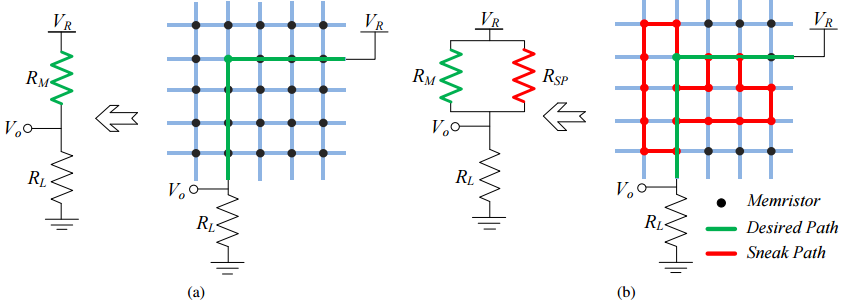 V_R
R_M
V_o
R_L
V_R
V_o
R_L
(a)
V_R
R_M
R_SP
V_o
R_L
V_R
V_o
R_L
Memristor
Desired Path
Sneak Path
(b)